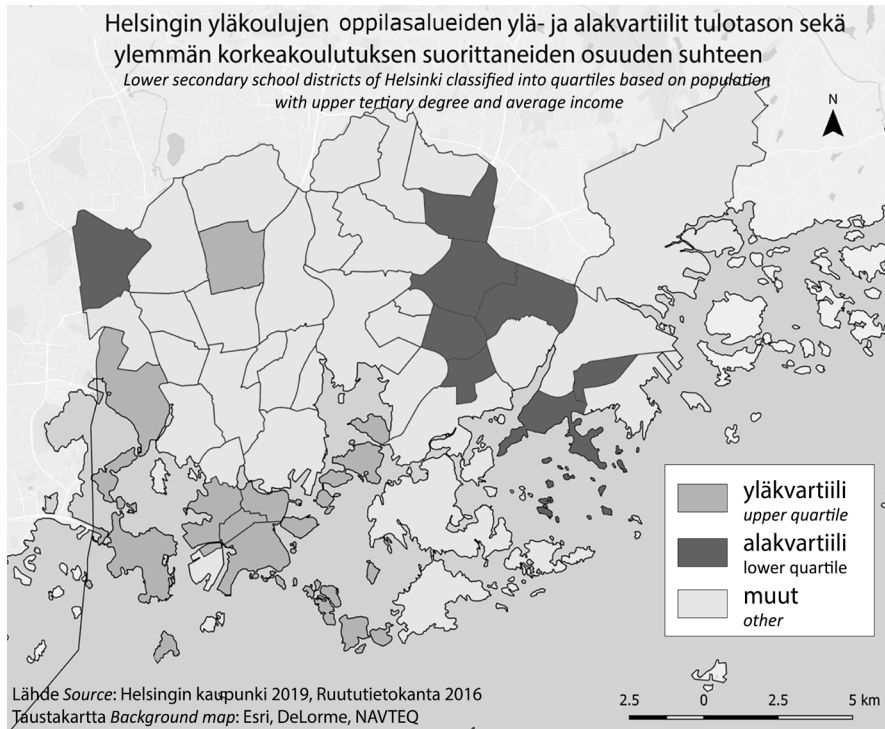 Helsingin yläkoulujen oppilasalueiden ylä- ja alakvartiilit tulotason sekä
ylemmän korkeakoulutuksen suorittaneiden osuuden suhteen
Lower secondary school districts of Helsinki classified into quartiles based on population
with upper tertiary degree and average income
N
yläkvartiili
upper quartile
alakvartiili
lower quartile
muut
other
Lähde Source: Helsingin kaupunki 2019, Ruututietokanta 2016
Taustakartta Background map: Esri, DeLorme, NAVTEQ
2.5 0 2.5 5 km